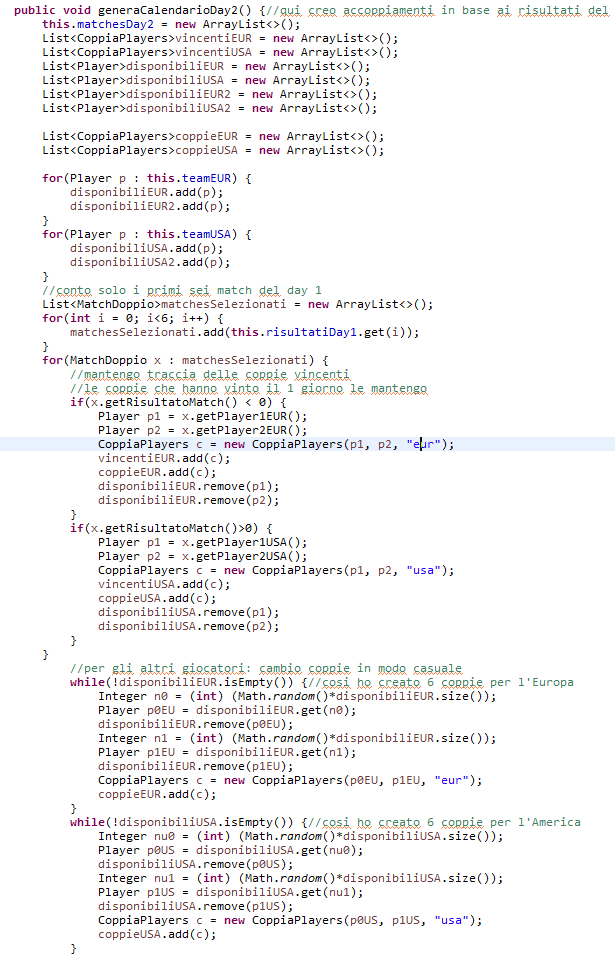 public void generaCalendarioDay2() {//qui creo accoppiamenti in base ai risultati del
this.matchesDay2 = new ArrayList<>();
List<CoppiaPlayers>vincentiEUR = new ArrayList<>();
List<CoppiaPlayers>vincentiUSA = new ArrayList<>();
List<Player>disponibiliEUR = new ArrayList<>();
List<Player>disponibiliUSA = new ArrayList<>();
List<Player>disponibiliEUR2 = new ArrayList<>();
List<Player>disponibiliUSA2 = new ArrayList<>();
List<CoppiaPlayers>coppieEUR = new ArrayList<>();
List<CoppiaPlayers>coppieUSA = new ArrayList<>();
for(Player p : this.teamEUR) {
disponibiliEUR.add(p);
disponibiliEUR2.add(p);
}
for(Player p : this.teamUSA) {
disponibiliUSA.add(p);
disponibiliUSA2.add(p);
}
//conto solo i primi sei match del day 1
List<MatchDoppio>matchesSelezionati = new ArrayList<>();
for(int i = 0; i<6; i++) {
matchesSelezionati.add(this.risultatiDay1.get(i));
}
for(MatchDoppio x : matchesSelezionati) {
//mantengo traccia delle coppie vincenti
//le coppie che hanno vinto il 1 giorno le mantengo
if(x.getRisultatoMatch() < 0) {
Player p1 = x.getPlayer1EUR();
Player p2 = x.getPlayer2EUR();
CoppiaPlayers c = new CoppiaPlayers(p1, p2, "eur");
vincentiEUR.add(c);
coppieEUR.add(c);
disponibiliEUR.remove(p1);
disponibiliEUR.remove(p2);
}
if(x.getRisultatoMatch()>0) {
Player p1 = x.getPlayer1USA();
Player p2 = x.getPlayer2USA();
CoppiaPlayers c = new CoppiaPlayers(p1, p2, "usa");
vincentiUSA.add(c);
coppieUSA.add(c);
disponibiliUSA.remove(p1);
disponibiliUSA.remove(p2);
}
}
//per gli altri giocatori: cambio coppie in modo casuale
while(!disponibiliEUR.isEmpty()) {//cosi ho creato 6 coppie per l'Europa
Integer n0 = (int) (Math.random()*disponibiliEUR.size());
Player p0EU = disponibiliEUR.get(n0);
disponibiliEUR.remove(p0EU);
Integer n1 = (int) (Math.random()*disponibiliEUR.size());
Player p1EU = disponibiliEUR.get(n1);
disponibiliEUR.remove(p1EU);
CoppiaPlayers c = new CoppiaPlayers(p0EU, p1EU, "eur");
coppieEUR.add(c);
}
while(!disponibiliUSA.isEmpty()) {//cosi ho creato 6 coppie per l'America
Integer nu0 = (int) (Math.random()*disponibiliUSA.size());
Player p0US = disponibiliUSA.get(nu0);
disponibiliUSA.remove(p0US);
Integer nu1 = (int) (Math.random()*disponibiliUSA.size());
Player p1US = disponibiliUSA.get(nu1);
disponibiliUSA.remove(p1US);
CoppiaPlayers c = new CoppiaPlayers(p0US, p1US, "usa");
coppieUSA.add(c);
}